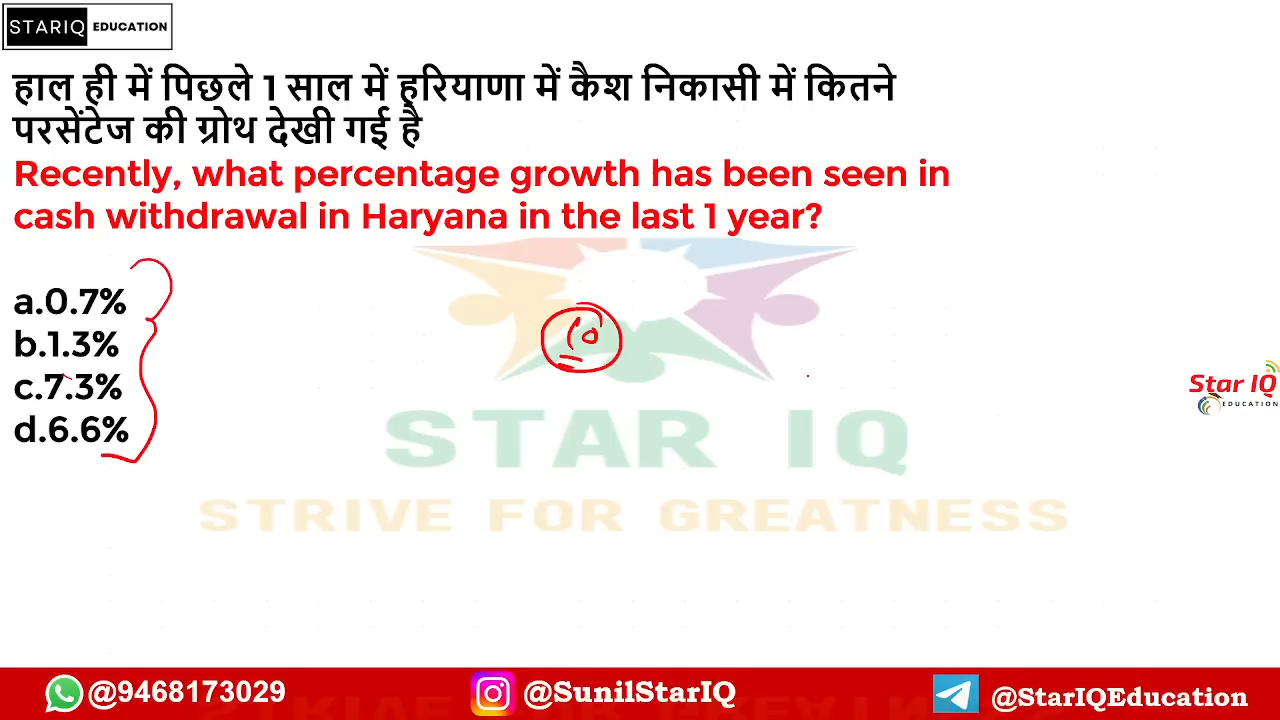 STARIQ EDUCATION
हाल ही में पिछले 1 साल में हरियाणा में कैश निकासी में कितने
परसेंटेज की ग्रोथ देखी गई है
Recently, what percentage growth has been seen in
cash withdrawal in Haryana in the last 1 year?
a.0.7%
b.1.3%
c.7.3%
d.6.6%
10
Star IQ
EDUCATION
STAR IQ
STRIVE FOR GREATNESS
@9468173029 @SunilStarIQ @StarIQEducation